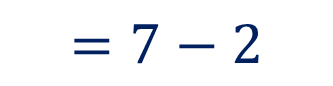 = 7 − 2